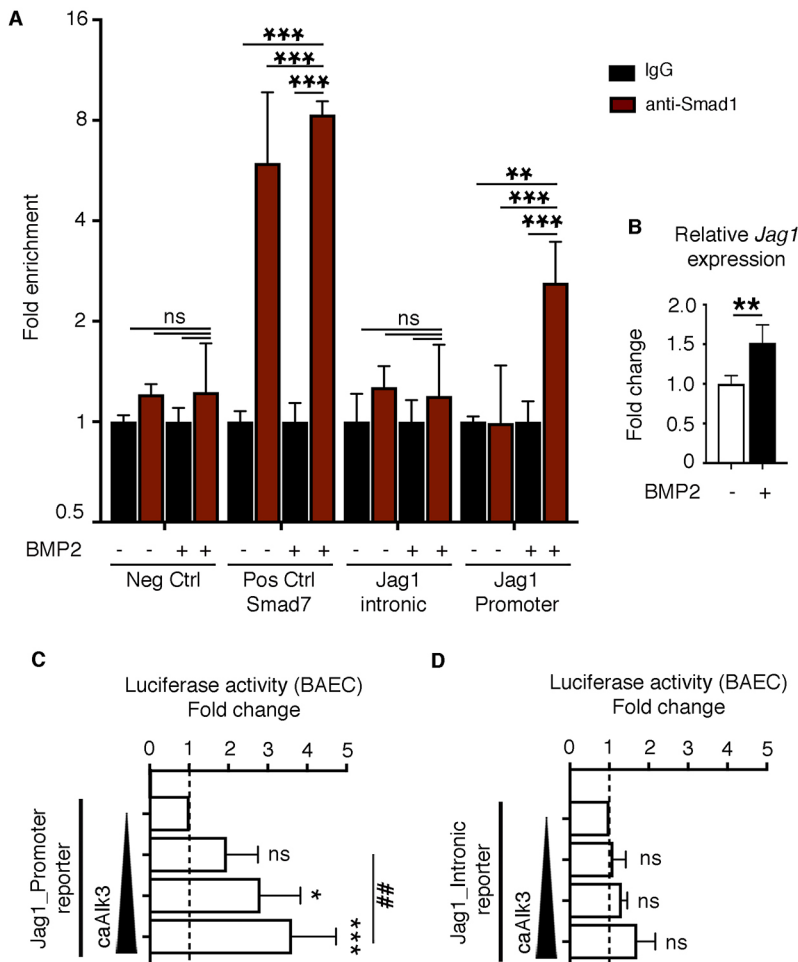 A
16
8
4
2
1
0.5
Fold enrichment
***
***
***
ns
ns
**
***
***
IgG
anti-Smad1
BMP2 - - + + - - + + - - + + - - + +
Neg Ctrl
Pos Ctrl
Smad7
Jag1
intronic
Jag1
Promoter
B
Relative Jag1
expression
**
2.0
1.5
1.0
0.5
0
Fold change
BMP2 - +
C
Luciferase activity (BAEC)
Fold change
0 1 2 3 4 5
Jag1_Promoter
reporter
caAlk3
ns
*
***
##
D
Luciferase activity (BAEC)
Fold change
0 1 2 3 4 5
Jag1_Intronic
reporter
caAlk3
ns
ns
ns